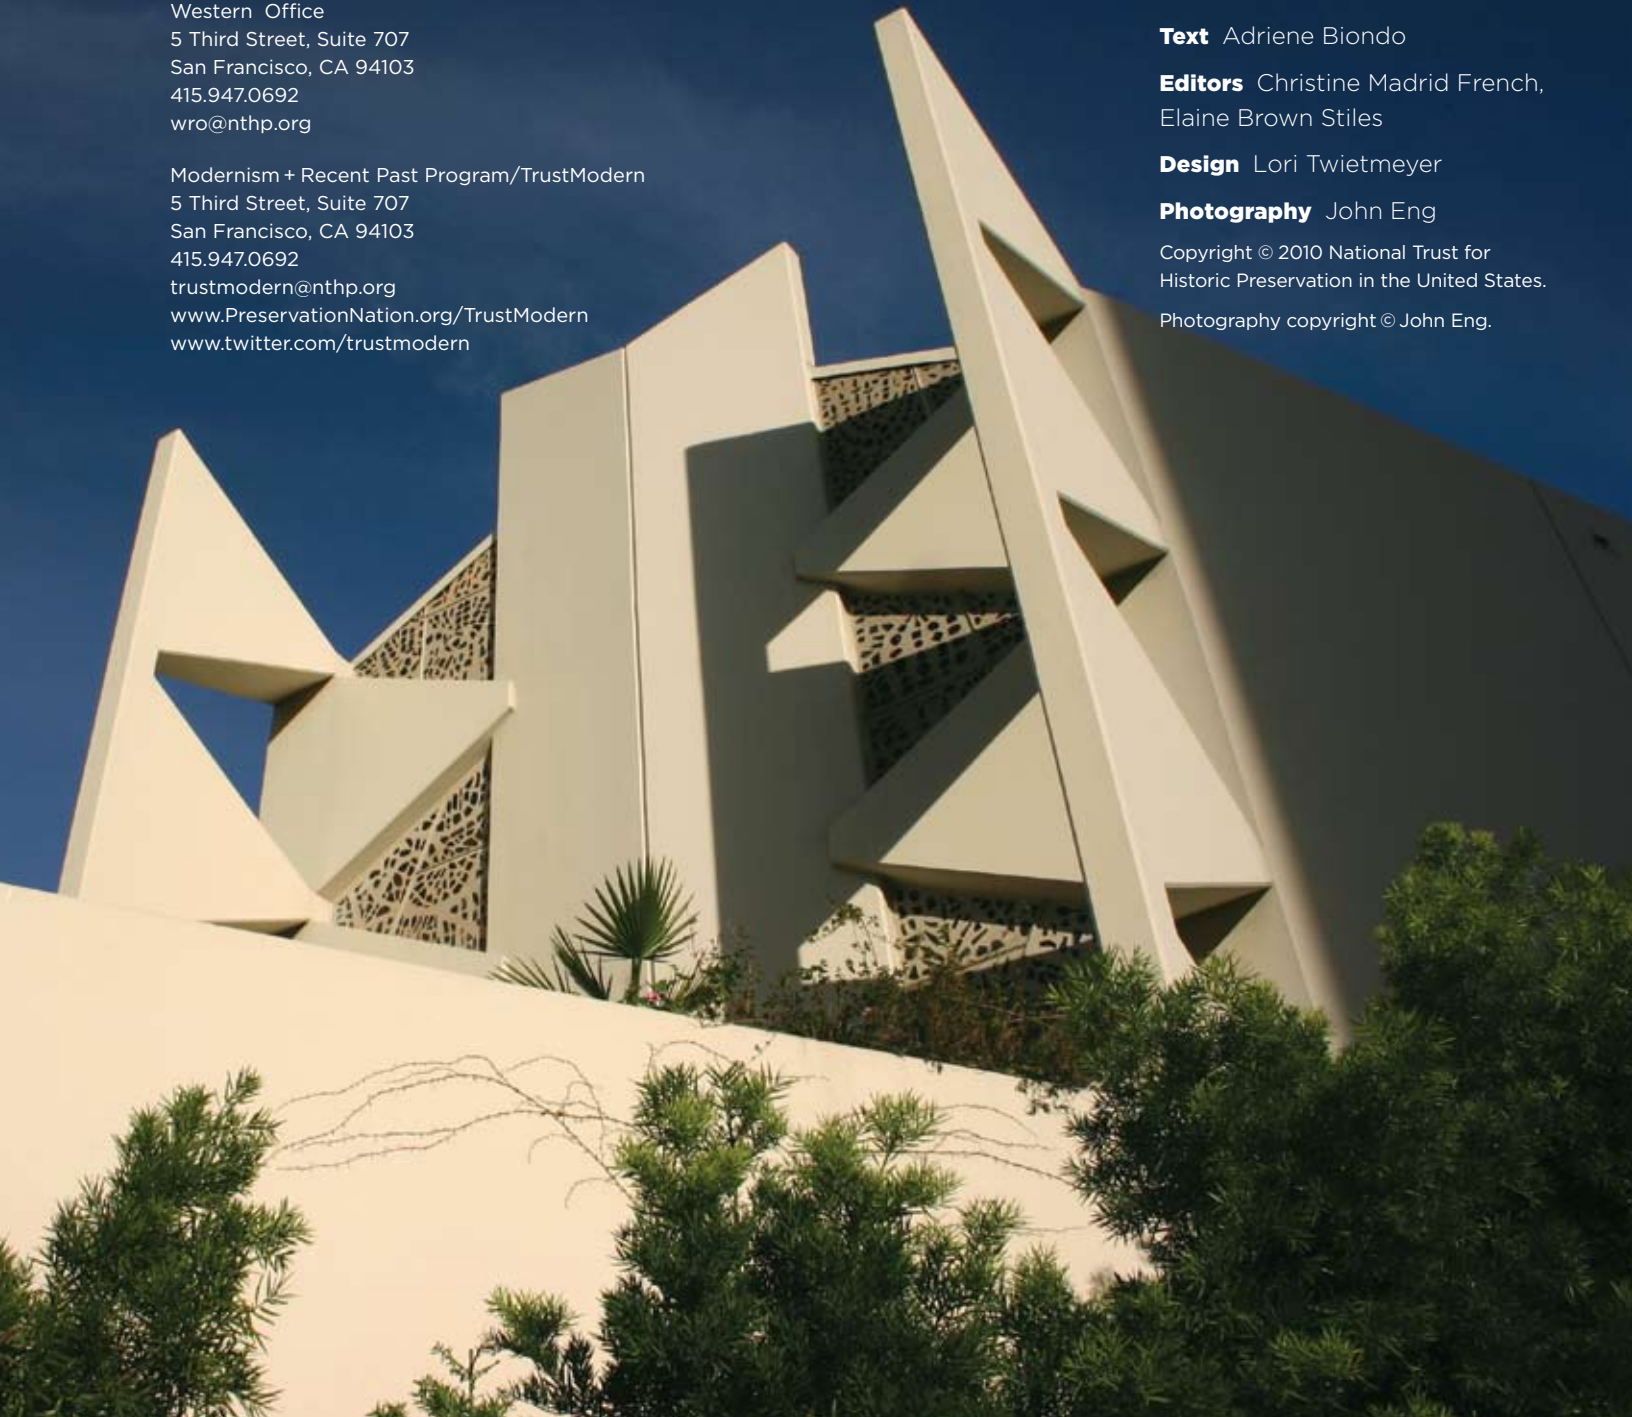 Western Office
5 Third Street, Suite 707
San Francisco, CA 94103
415.947.0692
wro@nthp.org
Modernism + Recent Past Program/TrustModern
5 Third Street, Suite 707
San Francisco, CA 94103
415.947.0692
trustmodern@nthp.org
www.PreservationNation.org/TrustModern
www.twitter.com/trustmodern
Text Adriene Biondo
Editors Christine Madrid French,
Elaine Brown Stiles
Design Lori Twietmeyer
Photography John Eng
Copyright © 2010 National Trust for
Historic Preservation in the United States.
Photography copyright © John Eng.